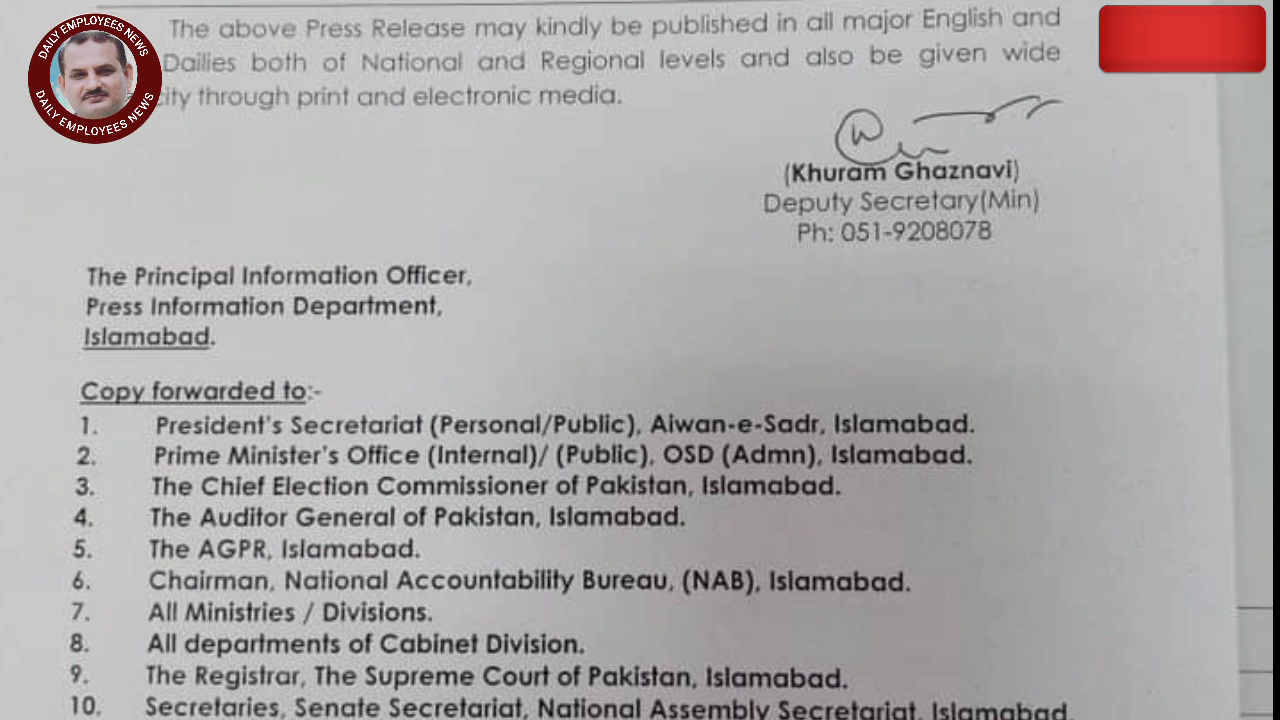 The above Press Release may kindly be published in all major English and
Dailies both of National and Regional levels and also be given wide
city through print and electronic media.
DAILY EMPLOYEES NEWS
DAILY EMPLOYEES NEWS
(Khuram Ghaznavi)
Deputy Secretary(Min)
Ph: 051-9208078
The Principal Information Officer,
Press Information Department,
Islamabad.
Copy forwarded to:-
1. President's Secretariat (Personal/Public), Aiwan-e-Sadr, Islamabad.
2. Prime Minister's Office (Internal)/ (Public), OSD (Admn), Islamabad.
3. The Chief Election Commissioner of Pakistan, Islamabad.
4. The Auditor General of Pakistan, Islamabad.
5. The AGPR, Islamabad.
6. Chairman, National Accountability Bureau, (NAB), Islamabad.
7. All Ministries / Divisions.
8. All departments of Cabinet Division.
9. The Registrar, The Supreme Court of Pakistan, Islamabad.
10. Secretaries, Senate Secretariat, National Assembly Secretariat, Islamabad.